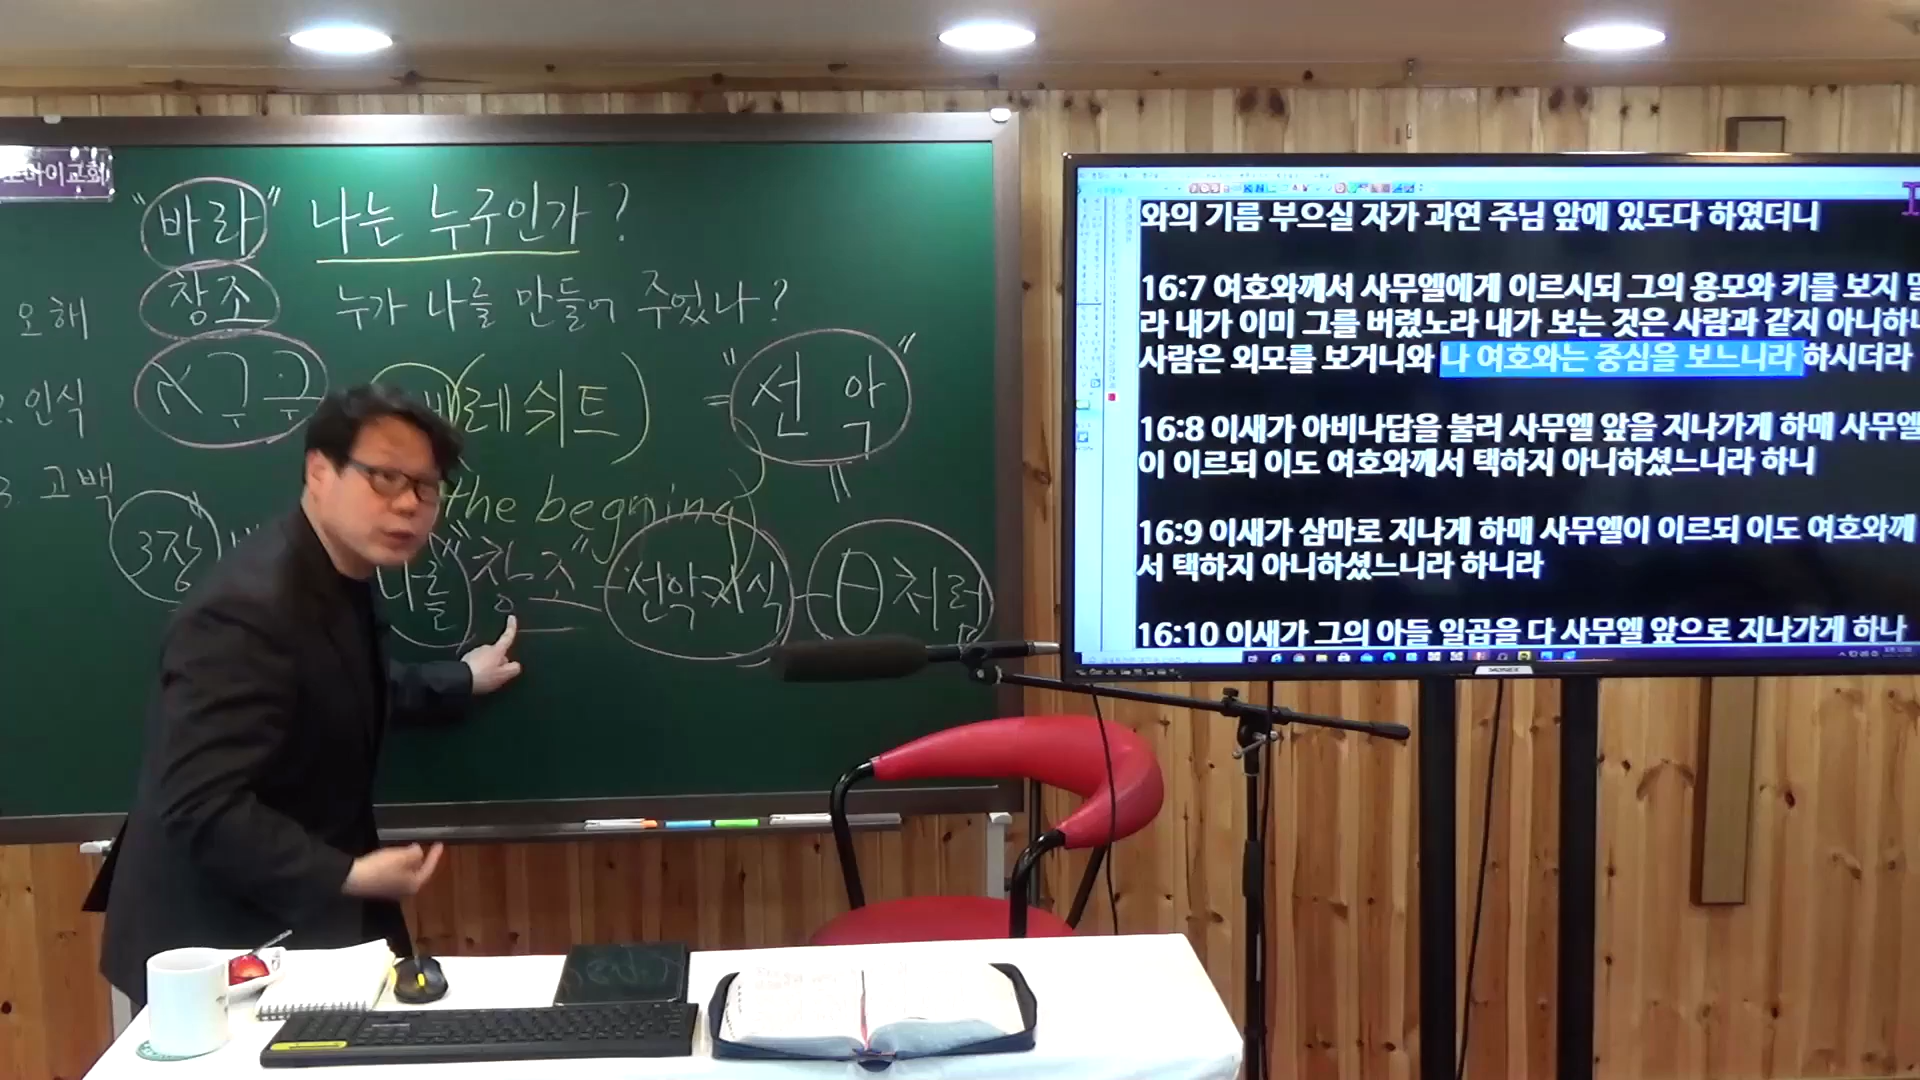 마이교회
"바라" 나는 누구인가?
창조 누가 나를 만들어 주었나?
오해
레쉬트) = "선 악"
2. 인식
3. 고백
the begnining
3장
나를 "창조" - 선악지식 - θ처럼
와의 기름 부으실 자가 과연 주님 앞에 있도다 하였더니
16:7 여호와께서 사무엘에게 이르시되 그의 용모와 키를 보지 말
라 내가 이미 그를 버렸노라 내가 보는 것은 사람과 같지 아니하니
사람은 외모를 보거니와 나 여호와는 중심을 보느니라 하시더라
16:8 이새가 아비나답을 불러 사무엘 앞을 지나가게 하매 사무엘
이 이르되 이도 여호와께서 택하지 아니하셨느니라 하니
16:9 이새가 삼마로 지나게 하매 사무엘이 이르되 이도 여호와께
서 택하지 아니하셨느니라 하니라
16:10 이새가 그의 아들 일곱을 다 사무엘 앞으로 지나가게 하나